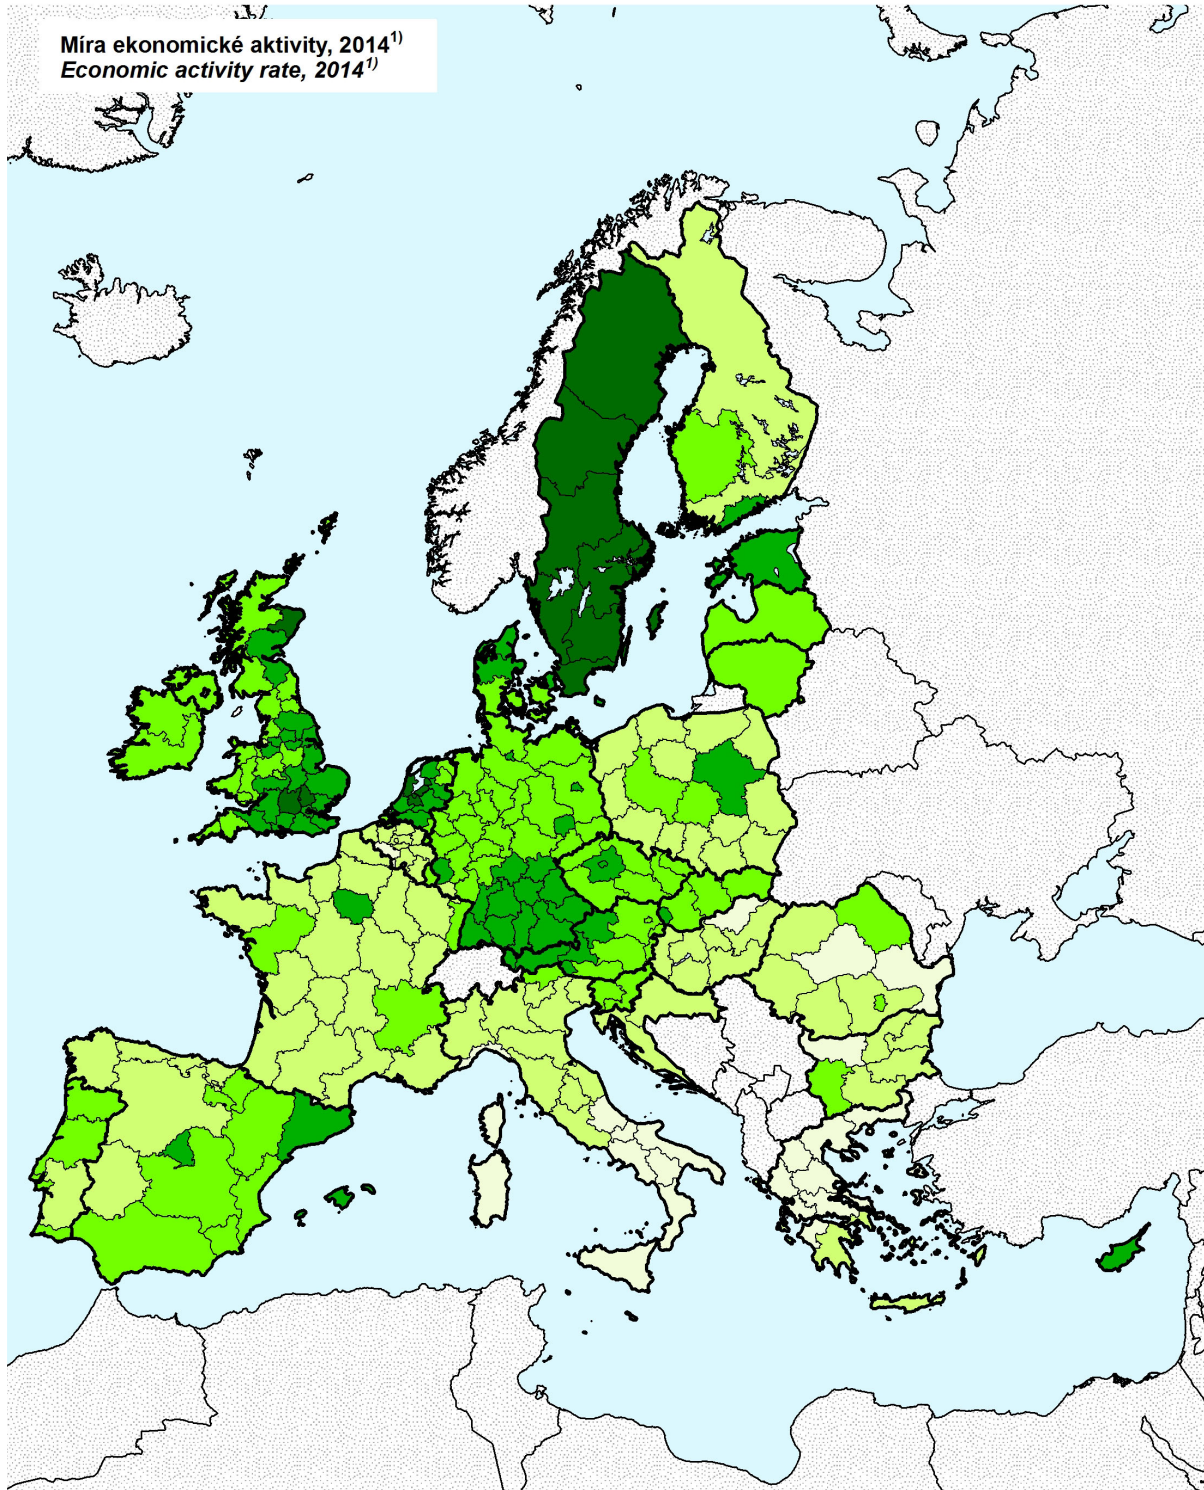 Míra ekonomické aktivity, 2014¹⁾
Economic activity rate, 2014¹⁾